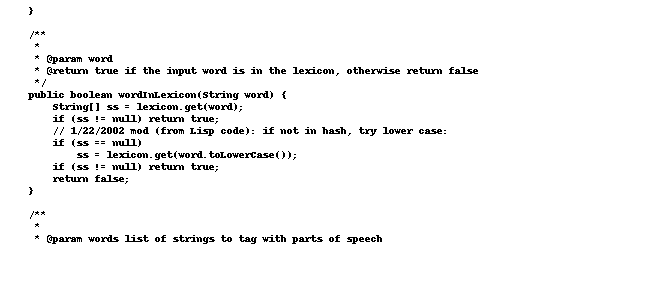 }
/**
*
* @param word
* @return true if the input word is in the lexicon, otherwise return false
*/
public boolean wordInLexicon(String word) {
String[] ss = lexicon.get(word);
if (ss != null) return true;
// 1/22/2002 mod (from Lisp code): if not in hash, try lower case:
if (ss == null)
ss = lexicon.get(word.toLowerCase());
if (ss != null) return true;
return false;
}
/**
*
* @param words list of strings to tag with parts of speech